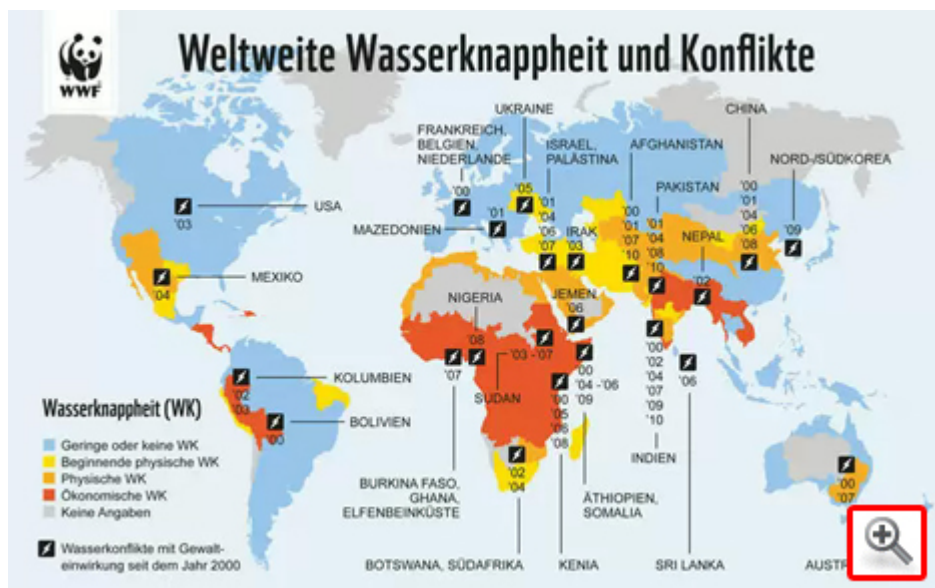 WWF
Weltweite Wasserknappheit und Konflikte
UKRAINE
CHINA
FRANKREICH,
BELGIEN,
NIEDERLANDE
ISRAEL,
PALÄSTINA
AFGHANISTAN
NORD-/SÜDKOREA
PAKISTAN
'00
'05
'01
'04
'06
'07
'00
'01
'07
'10
'01
'04
'08
'10
'00
'01
'04
'06
'08
'09
USA
'03
MAZEDONIEN
'01
IRAK
'03
NEPAL
'02
MEXIKO
'04
NIGERIA
'08
JEMEN
'06
'03 - '07
'07
SUDAN
'00
'04 - '06
'09
'00
'05
'06
'08
'00
'02
'04
'07
'09
'10
'06
KOLUMBIEN
'02
'03
BOLIVIEN
'00
INDIEN
'02
'04
'00
'07
BURKINA FASO,
GHANA,
ELFENBEINKÜSTE
ÄTHIOPIEN,
SOMALIA
BOTSWANA, SÜDAFRIKA
KENIA
SRI LANKA
Wasserknappheit (WK)
Geringe oder keine WK
Beginnende physische WK
Physische WK
Ökonomische WK
Keine Angaben
Wasserkonflikte mit Gewalt-
einwirkung seit dem Jahr 2000